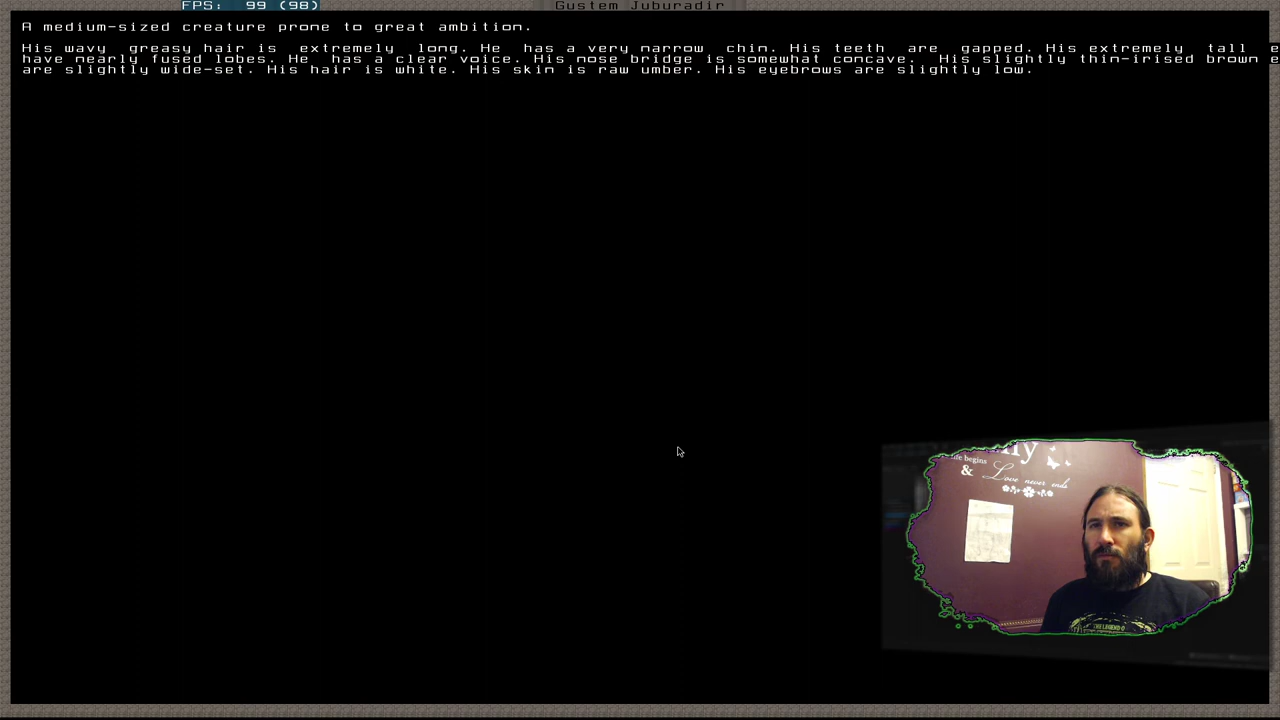 FPS: 99 (98)
Gustem Juburadir
A medium-sized creature prone to great ambition.
His wavy greasy hair is extremely long. He has a very narrow chin. His teeth are gapped. His extremely tall e
have nearly fused lobes. He has a clear voice. His nose bridge is somewhat concave. His slightly thin-irised brown e
are slightly wide-set. His hair is white. His skin is raw umber. His eyebrows are slightly low.
life begins
& Love never ends
THE LEGEND O